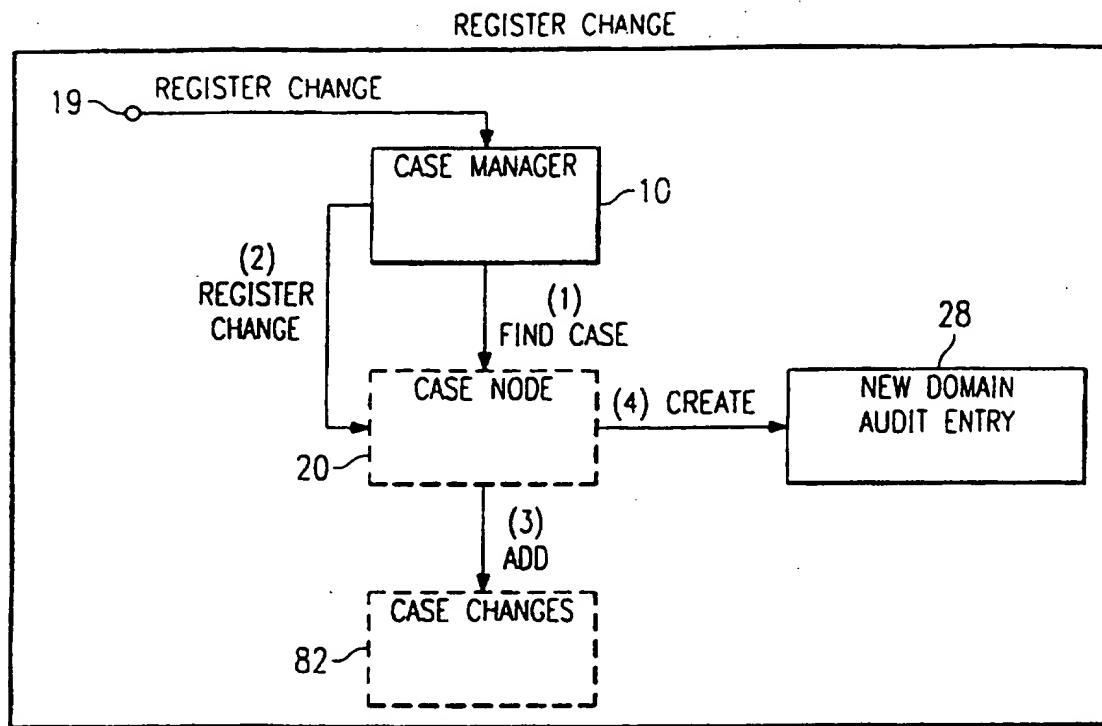 REGISTER CHANGE
REGISTER CHANGE
19
CASE MANAGER
10
(2)
REGISTER
CHANGE
(1)
FIND CASE
28
CASE NODE
(4) CREATE
NEW DOMAIN
AUDIT ENTRY
20
(3)
ADD
CASE CHANGES
82